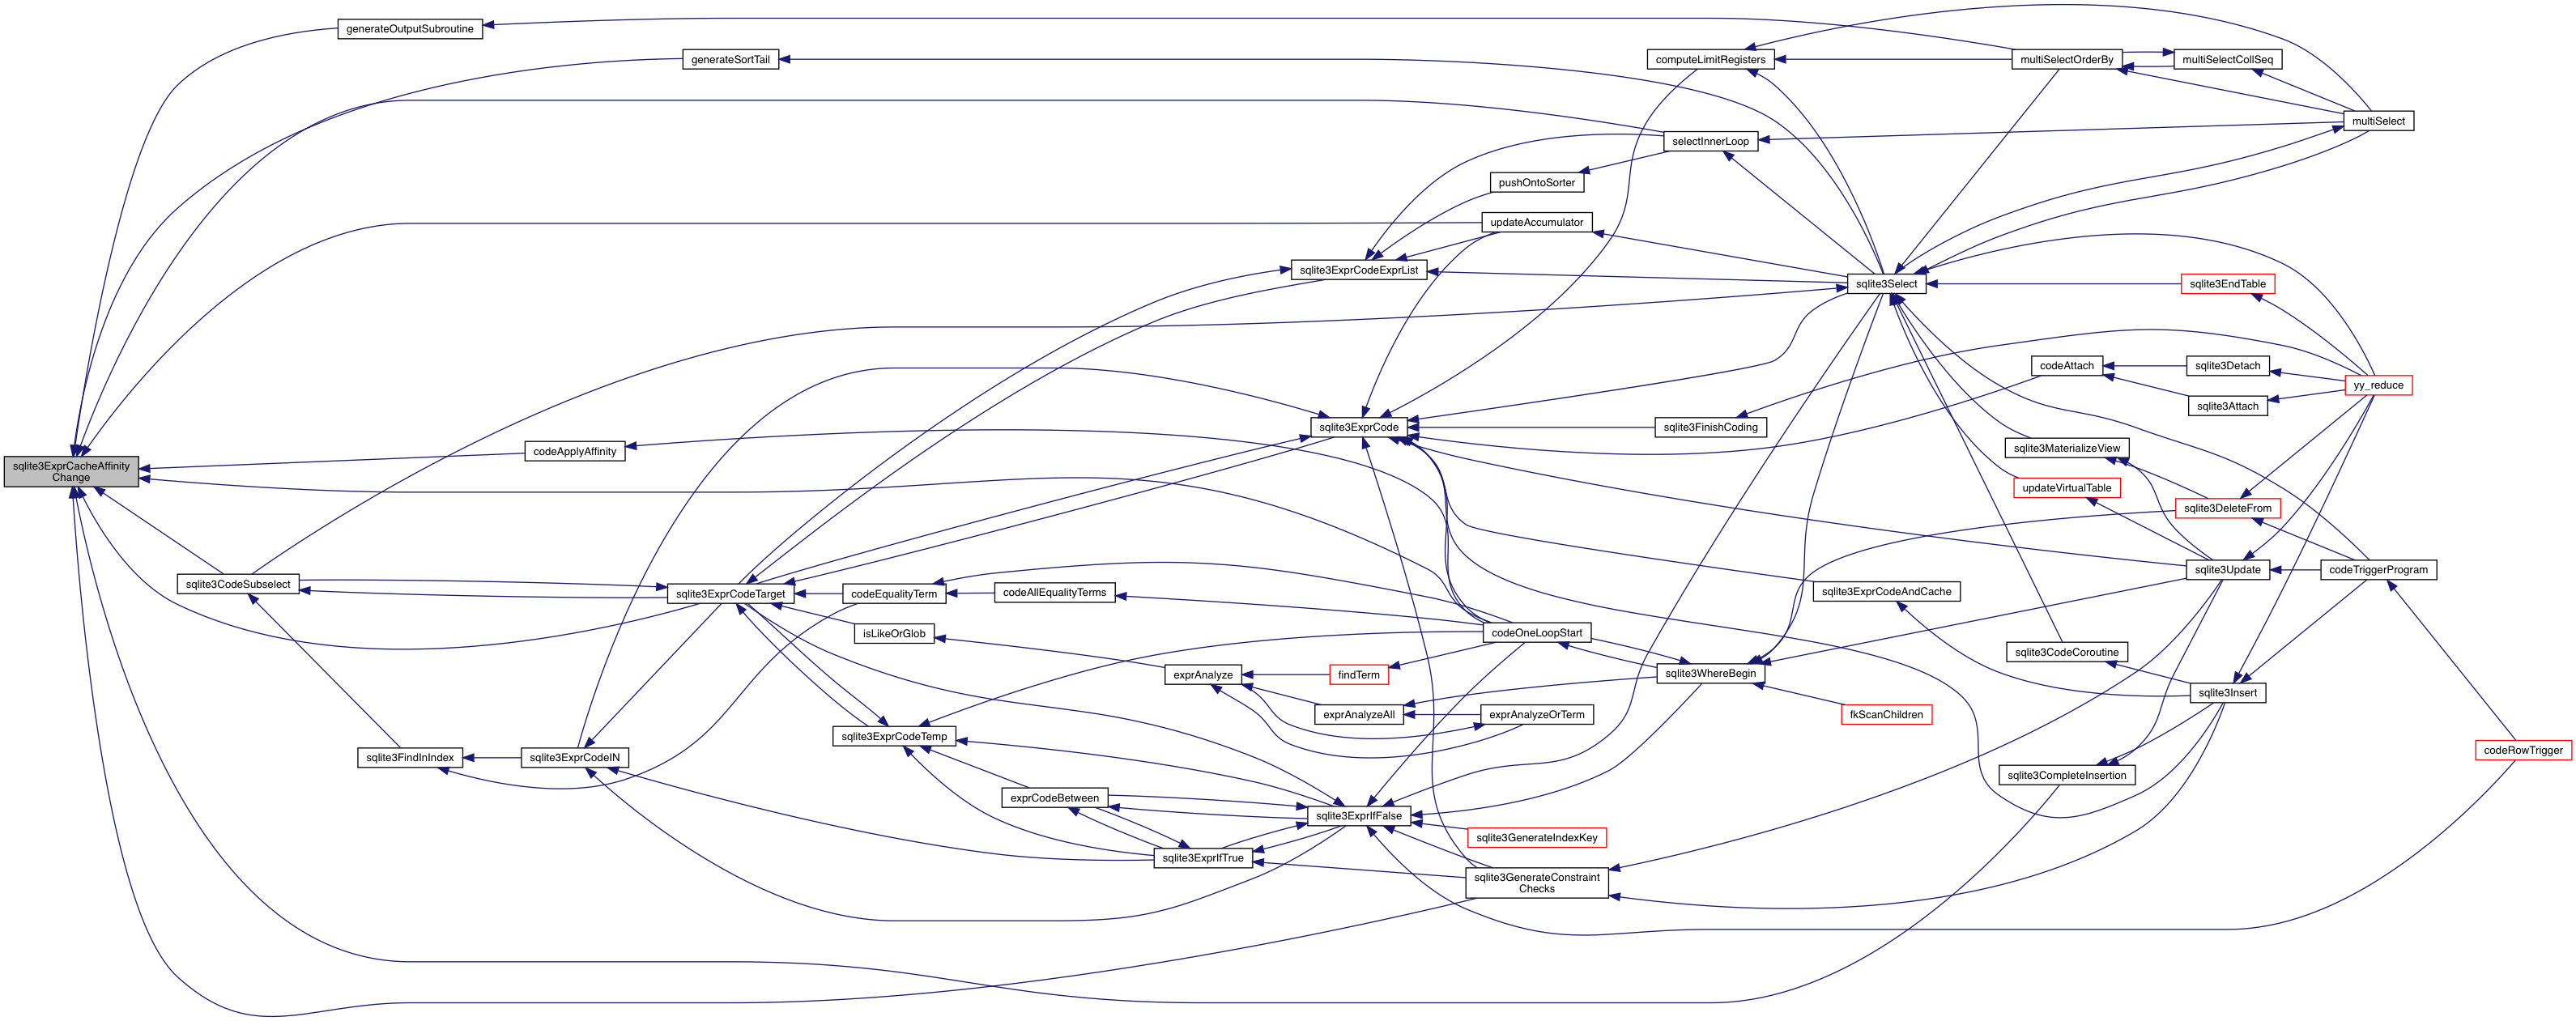 generateOutputSubroutine
generateSortTail
computeLimitRegisters
multiSelectOrderBy
multiSelectCollSeq
multiSelect
selectInnerLoop
pushOntoSorter
updateAccumulator
sqlite3ExprCodeExprList
sqlite3Select
sqlite3EndTable
codeAttach
sqlite3Detach
yy_reduce
sqlite3Attach
sqlite3ExprCode
sqlite3FinishCoding
codeApplyAffinity
sqlite3MaterializeView
sqlite3ExprCacheAffinity
Change
updateVirtualTable
sqlite3DeleteFrom
sqlite3CodeSubselect
sqlite3ExprCodeTarget
codeEqualityTerm
codeAllEqualityTerms
sqlite3ExprCodeAndCache
sqlite3Update
codeTriggerProgram
isLikeOrGlob
codeOneLoopStart
sqlite3CodeCoroutine
exprAnalyze
findTerm
sqlite3WhereBegin
sqlite3Insert
exprAnalyzeAll
exprAnalyzeOrTerm
fkScanChildren
sqlite3ExprCodeTemp
codeRowTrigger
sqlite3FindInIndex
sqlite3ExprCodeIN
sqlite3CompleteInsertion
exprCodeBetween
sqlite3ExprIfFalse
sqlite3GenerateIndexKey
sqlite3ExprIfTrue
sqlite3GenerateConstraint
Checks